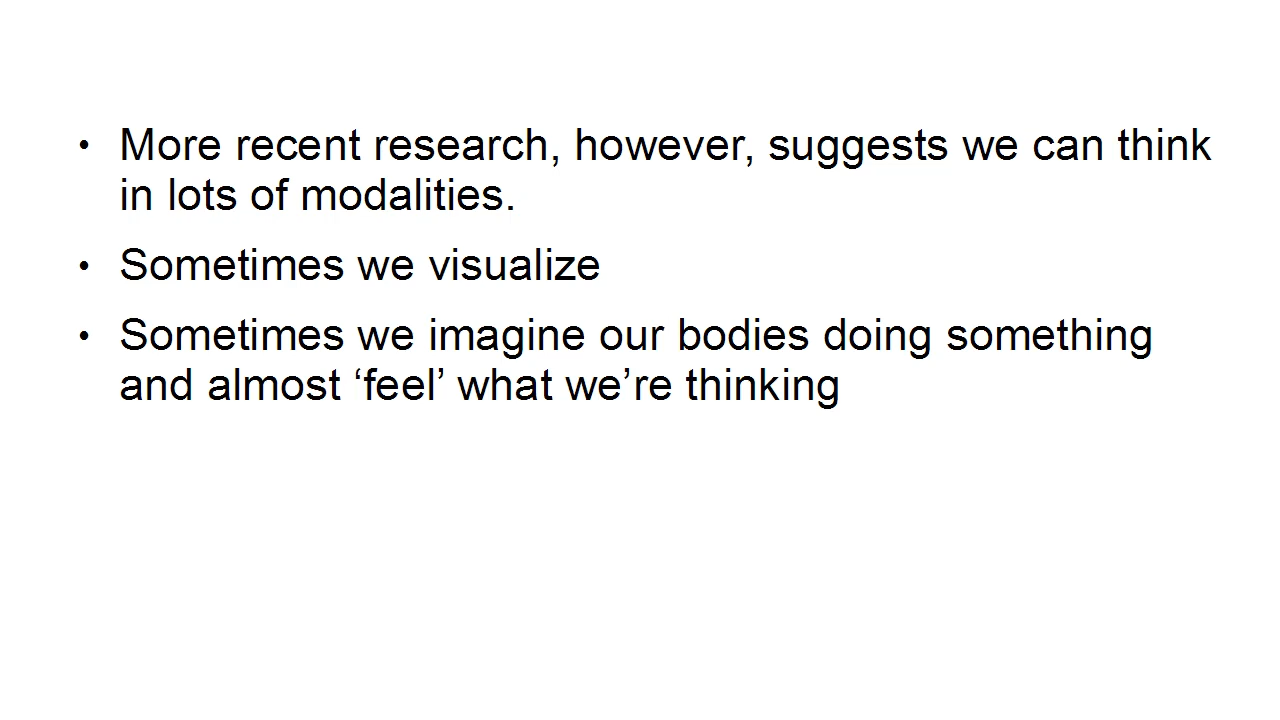 • More recent research, however, suggests we can think
in lots of modalities.
• Sometimes we visualize
• Sometimes we imagine our bodies doing something
and almost ‘feel’ what we’re thinking